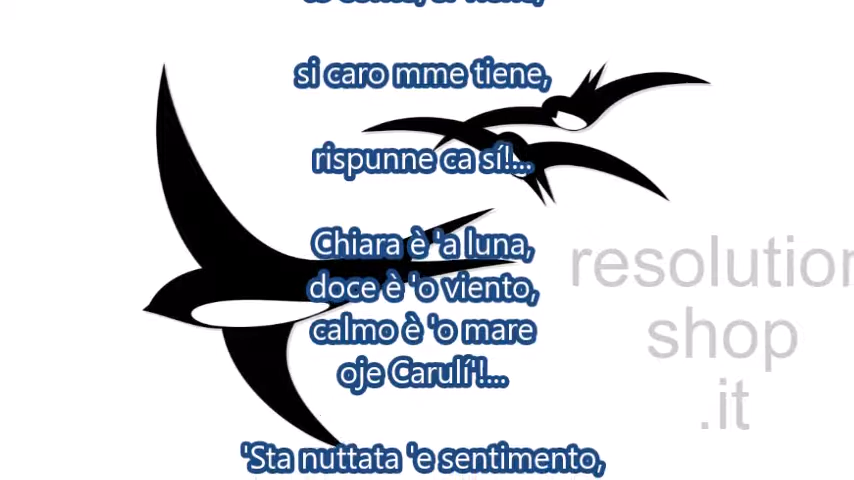 si caro mme tiene,
rispunne ca sí!...
Chiara è 'a luna,
doce è 'o viento,
calmo è 'o mare
oje Carulí'!...
'Sta nuttata 'e sentimento,
resolution
shop
.it